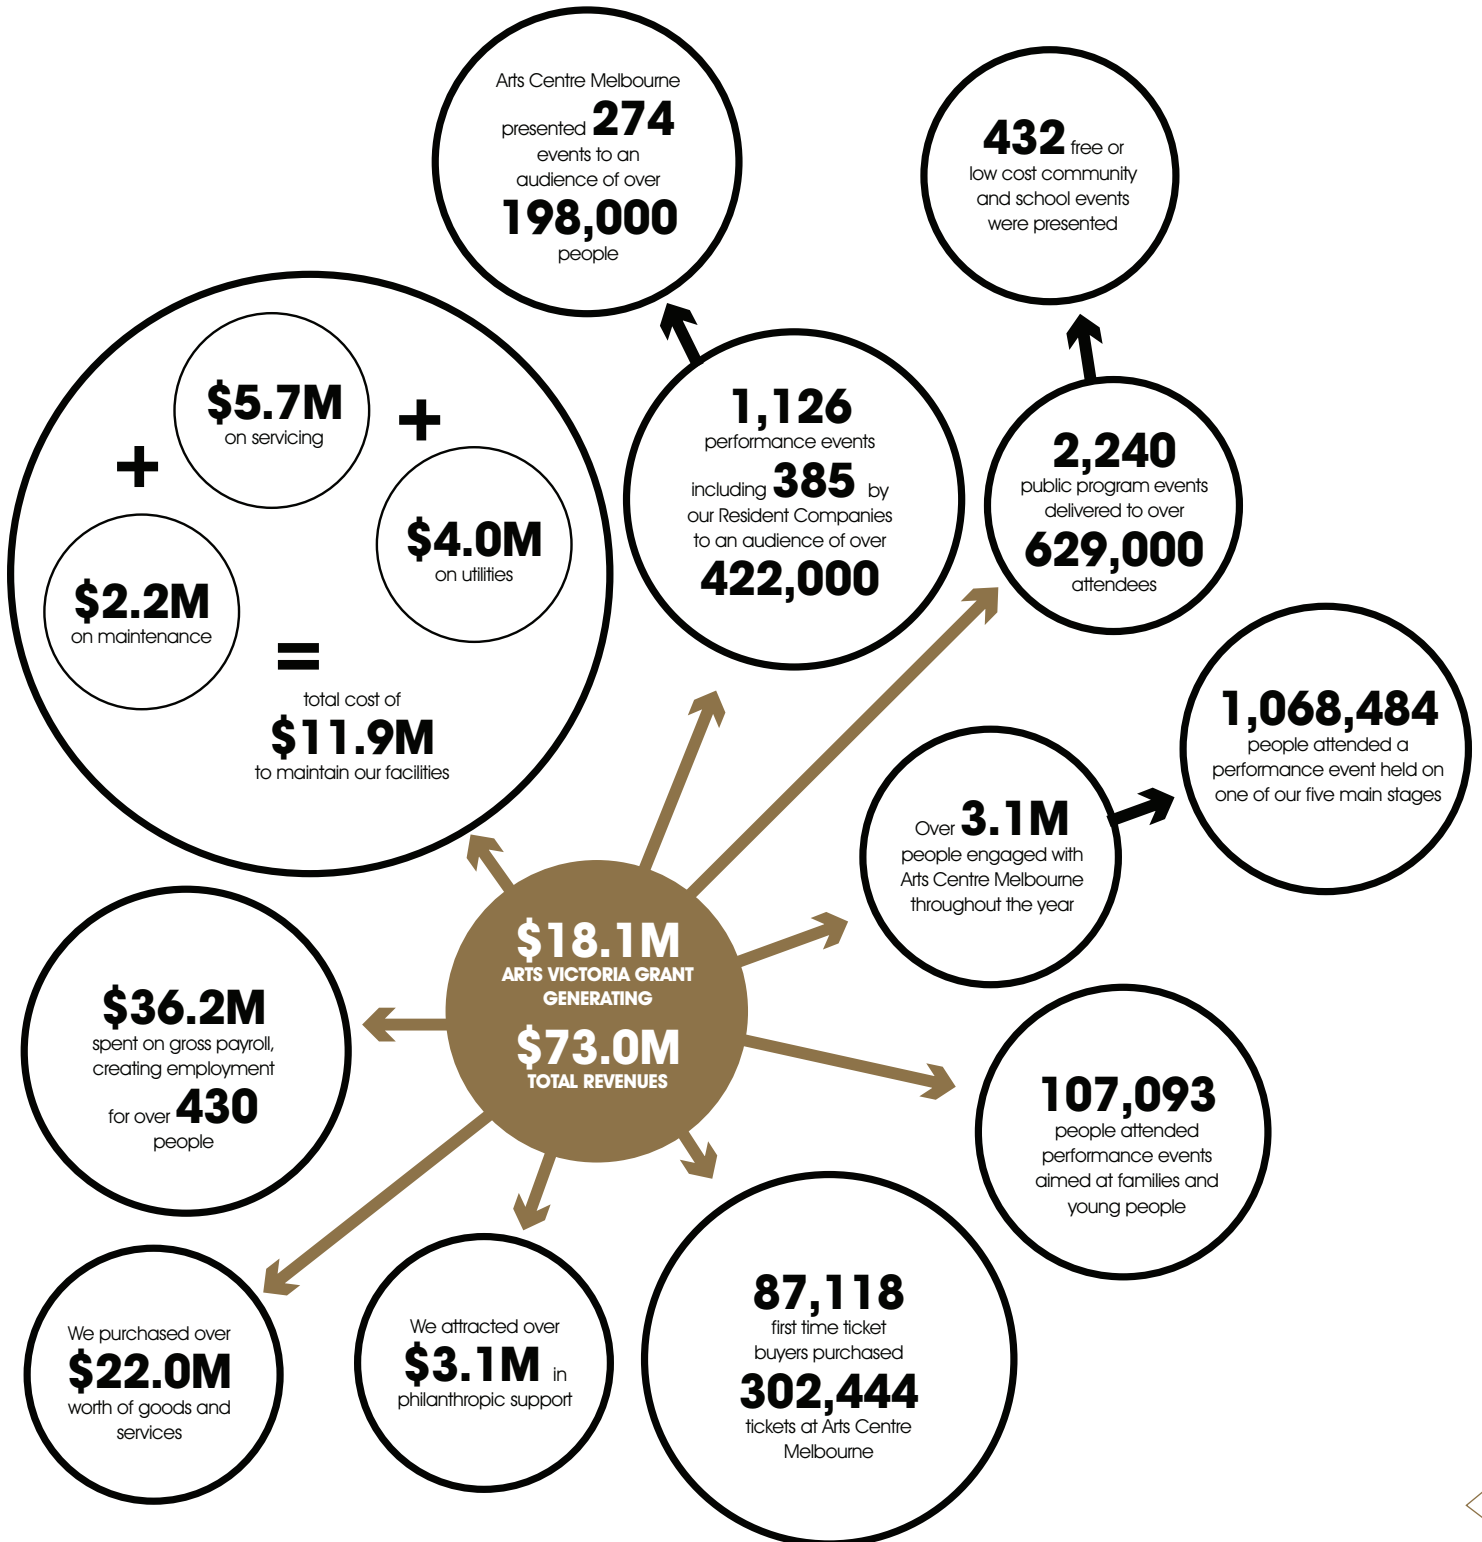 Arts Centre Melbourne
presented 274
events to an
audience of over
198,000
people
432 free or
low cost community
and school events
were presented
$5.7M
on servicing
+
+
$4.0M
on utilities
$2.2M
on maintenance
=
total cost of
$11.9M
to maintain our facilities
1,126
performance events
including 385 by
our Resident Companies
to an audience of over
422,000
2,240
public program events
delivered to over
629,000
attendees
1,068,484
people attended a
performance event held on
one of our five main stages
Over 3.1M
people engaged with
Arts Centre Melbourne
throughout the year
$18.1M
ARTS VICTORIA GRANT
GENERATING
$73.0M
TOTAL REVENUES
$36.2M
spent on gross payroll,
creating employment
for over 430
people
107,093
people attended
performance events
aimed at families and
young people
We purchased over
$22.0M
worth of goods and
services
We attracted over
$3.1M in
philanthropic support
87,118
first time ticket
buyers purchased
302,444
tickets at Arts Centre
Melbourne